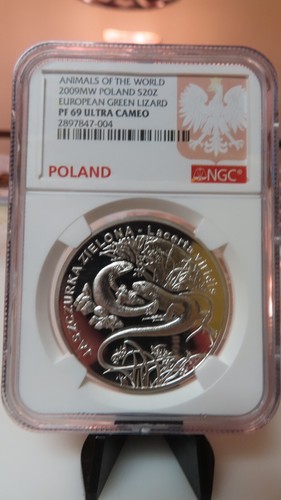 ANIMALS OF THE WORLD
2009MW POLAND S20Z
EUROPEAN GREEN LIZARD
PF 69 ULTRA CAMEO
2897847-004
POLAND
NGC
JASZCZURKA ZIELONA - Lacerta viridis